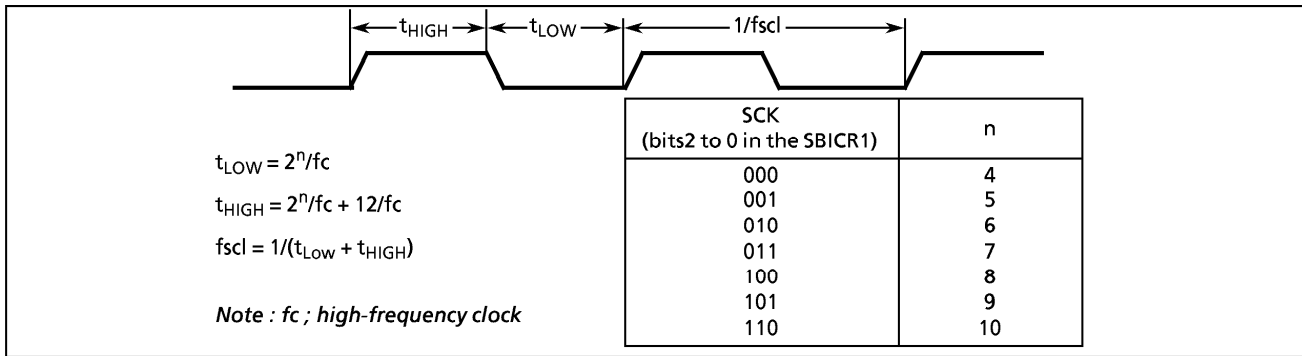 tHIGH tLOW 1/fscl
tLOW = 2ⁿ/fc
tHIGH = 2ⁿ/fc + 12/fc
fscl = 1/(tLow + tHIGH)
Note : fc ; high-frequency clock
SCK
(bits2 to 0 in the SBICR1) n
000 4
001 5
010 6
011 7
100 8
101 9
110 10